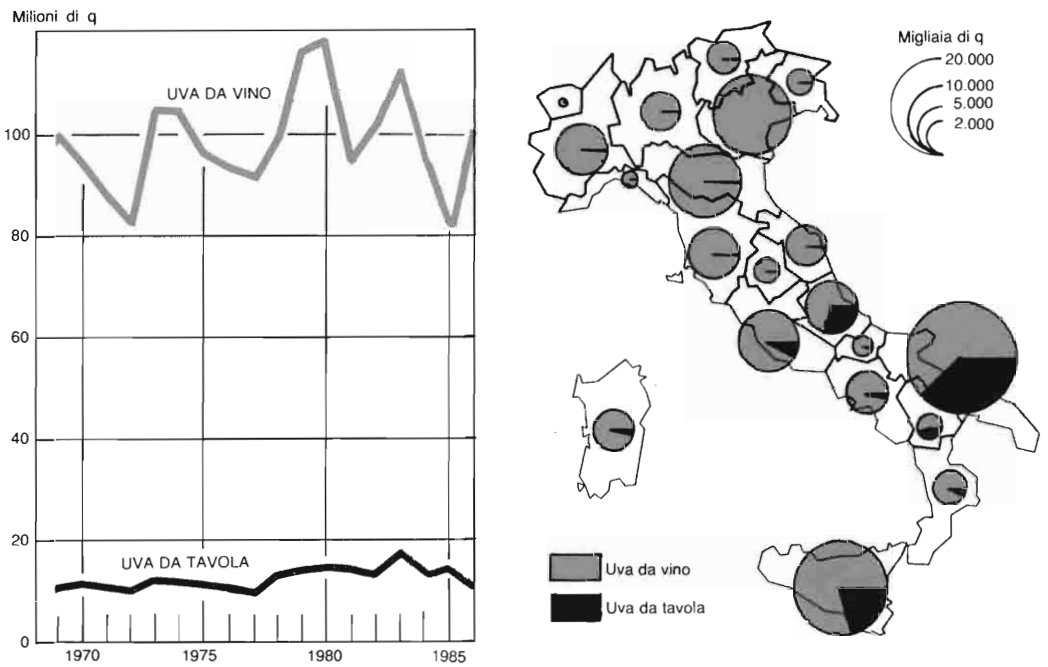 Milioni di q
UVA DA VINO
100
80
60
40
20
UVA DA TAVOLA
0
1970 1975 1980 1985
Migliaia di q
20.000
10.000
5.000
2.000
Uva da vino
Uva da tavola